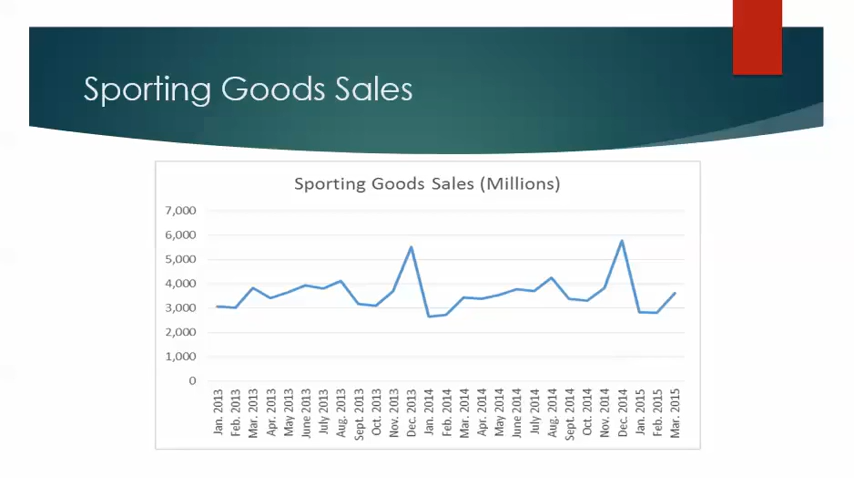 Sporting Goods Sales
Sporting Goods Sales (Millions)
7,000
6,000
5,000
4,000
3,000
2,000
1,000
0
Jan. 2013
Feb. 2013
Mar. 2013
Apr. 2013
May 2013
June 2013
July 2013
Aug. 2013
Sept. 2013
Oct. 2013
Nov. 2013
Dec. 2013
Jan. 2014
Feb. 2014
Mar. 2014
Apr. 2014
May 2014
June 2014
July 2014
Aug. 2014
Sept. 2014
Oct. 2014
Nov. 2014
Dec. 2014
Jan. 2015
Feb. 2015
Mar. 2015